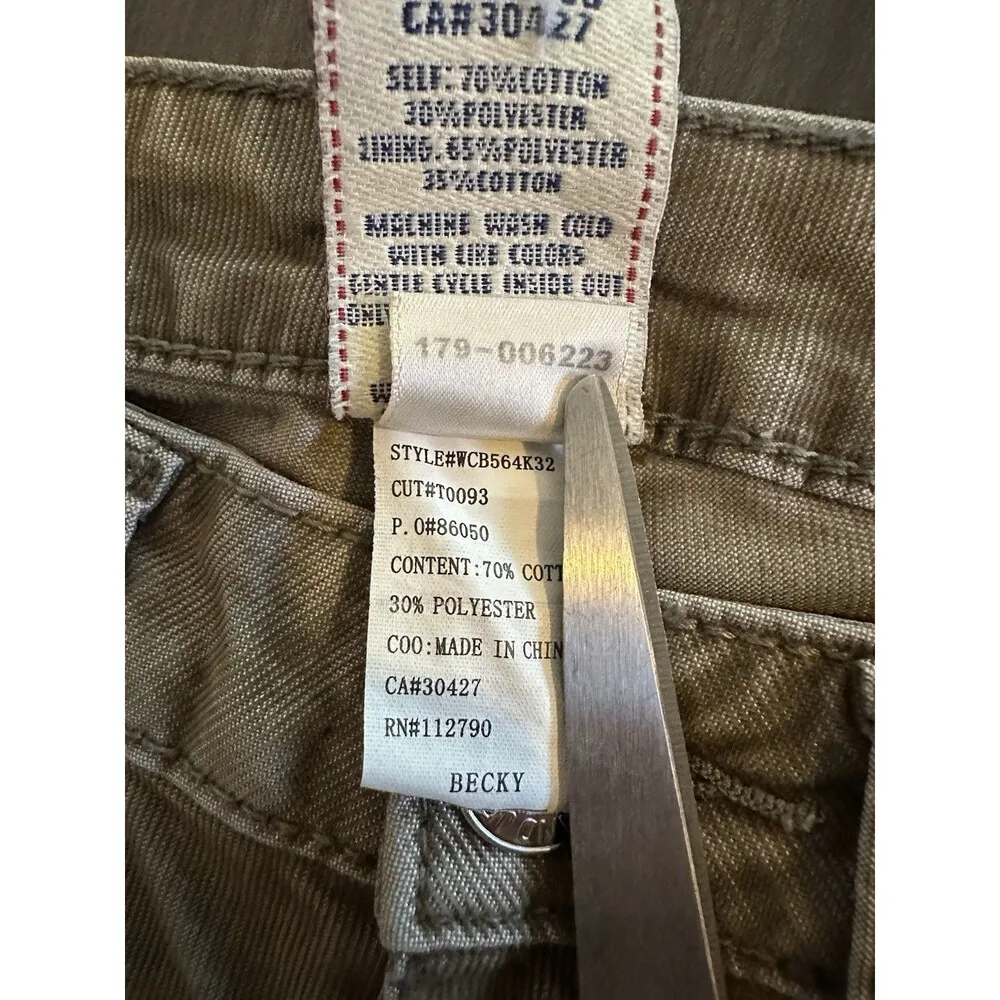 CA#30427
SELF: 70%COTTON
30%POLYESTER
LINING: 65%POLYESTER
35%COTTON
MACHINE WASH COLD
WITH LIKE COLORS
GENTLE CYCLE INSIDE OUT
ONLY
179-006223
STYLE#WCB564K32
CUT#T0093
P.O#86050
CONTENT:70% COTT
30% POLYESTER
COO:MADE IN CHIN
CA#30427
RN#112790
BECKY